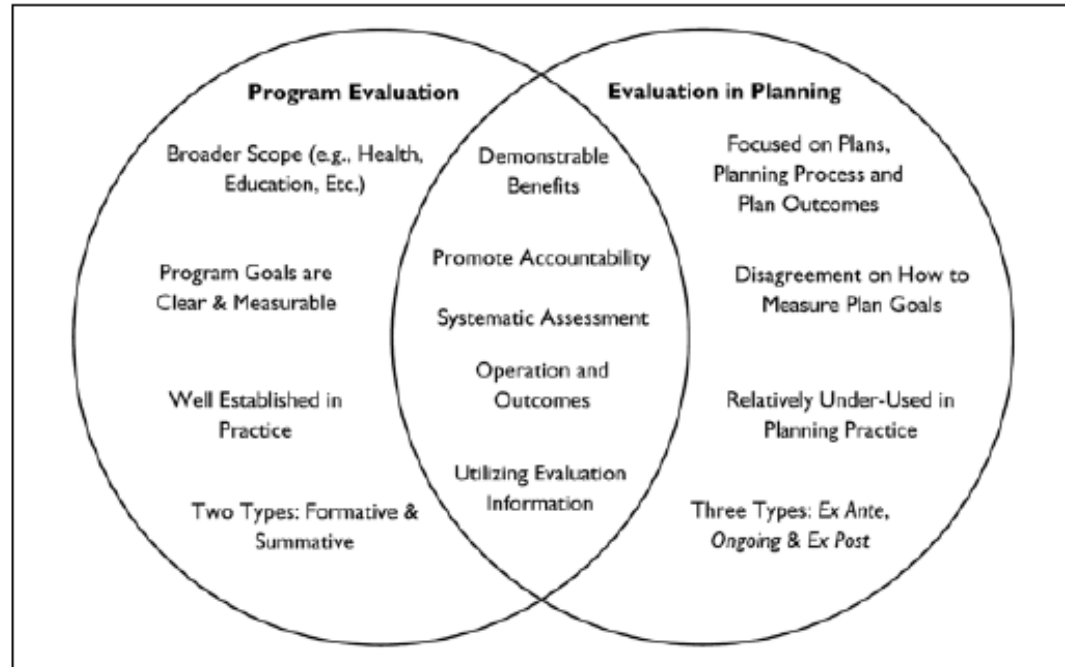 Program Evaluation
Broader Scope (e.g., Health,
Education, Etc.)
Program Goals are
Clear & Measurable
Well Established in
Practice
Two Types: Formative &
Summative
Demonstrable
Benefits
Promote Accountability
Systematic Assessment
Operation and
Outcomes
Utilizing Evaluation
Information
Evaluation in Planning
Focused on Plans,
Planning Process and
Plan Outcomes
Disagreement on How to
Measure Plan Goals
Relatively Under-Used in
Planning Practice
Three Types: Ex Ante,
Ongoing & Ex Post